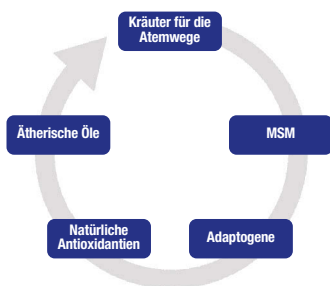 Kräuter für die
Atemwege
MSM
Adaptogene
Natürliche
Antioxidantien
Ätherische Öle